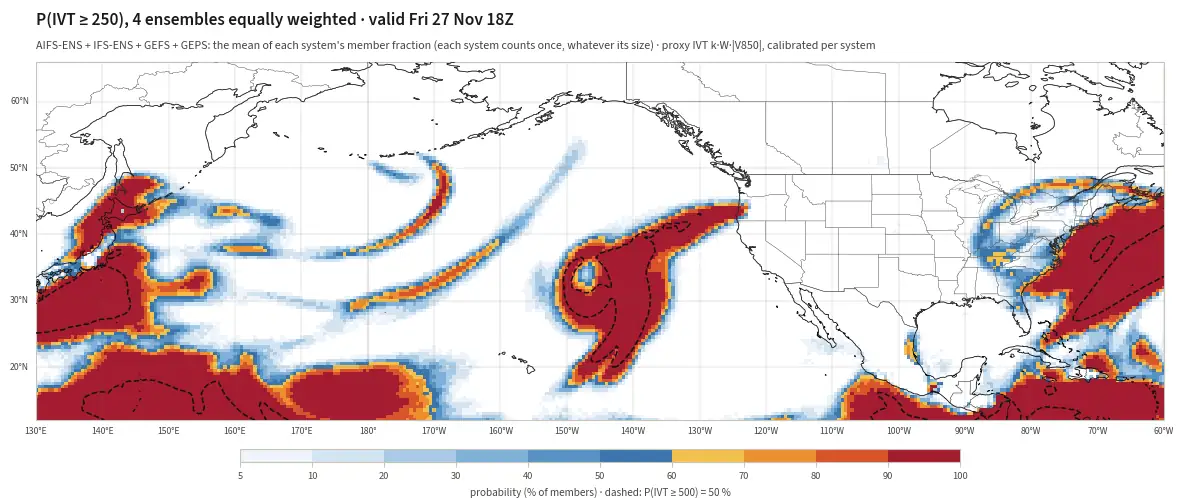 P(IVT ≥ 250), 4 ensembles equally weighted · valid Fri 27 Nov 18Z
AIFS-ENS + IFS-ENS + GEFS + GEPS: the mean of each system's member fraction (each system counts once, whatever its size) · proxy IVT k·W·|V850|, calibrated per system
60°N
50°N
40°N
30°N
20°N
130°E
140°E
150°E
160°E
170°E
180°
170°W
160°W
150°W
140°W
130°W
120°W
110°W
100°W
90°W
80°W
70°W
60°W
5 10 20 30 40 50 60 70 80 90 100
probability (% of members) · dashed: P(IVT ≥ 500) = 50 %